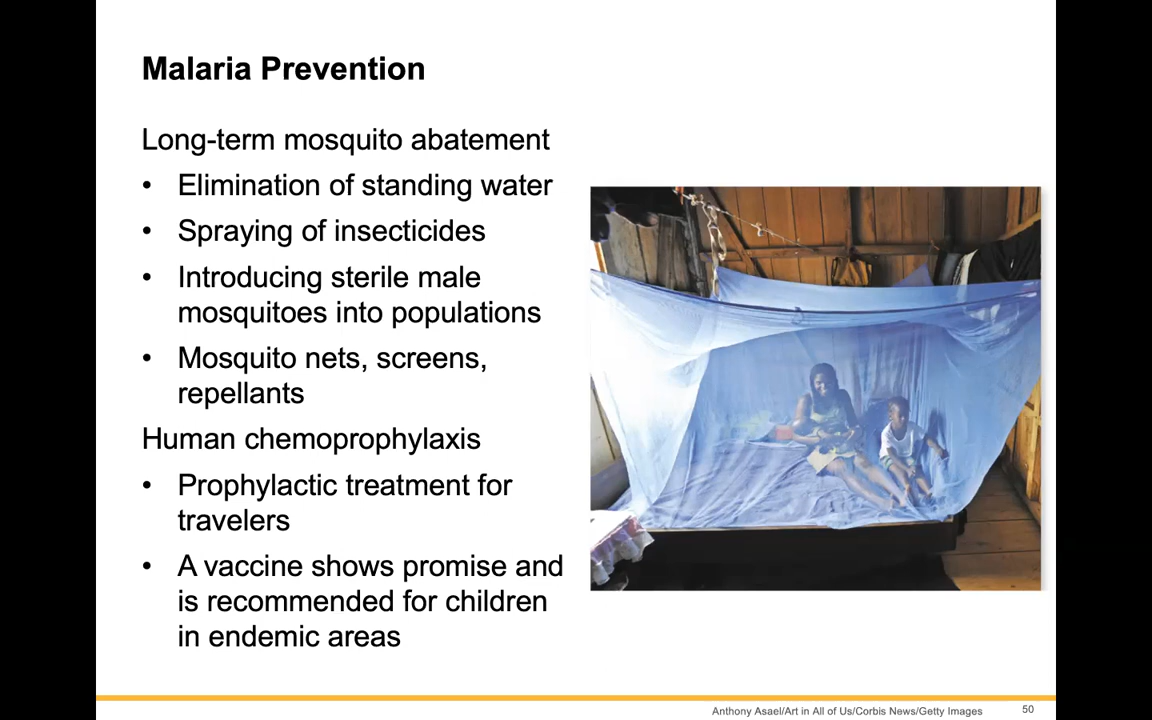 Malaria Prevention
Long-term mosquito abatement
• Elimination of standing water
• Spraying of insecticides
• Introducing sterile male
mosquitoes into populations
• Mosquito nets, screens,
repellants
Human chemoprophylaxis
• Prophylactic treatment for
travelers
• A vaccine shows promise and
is recommended for children
in endemic areas
Anthony Asael/Art in All of Us/Corbis News/Getty Images
50